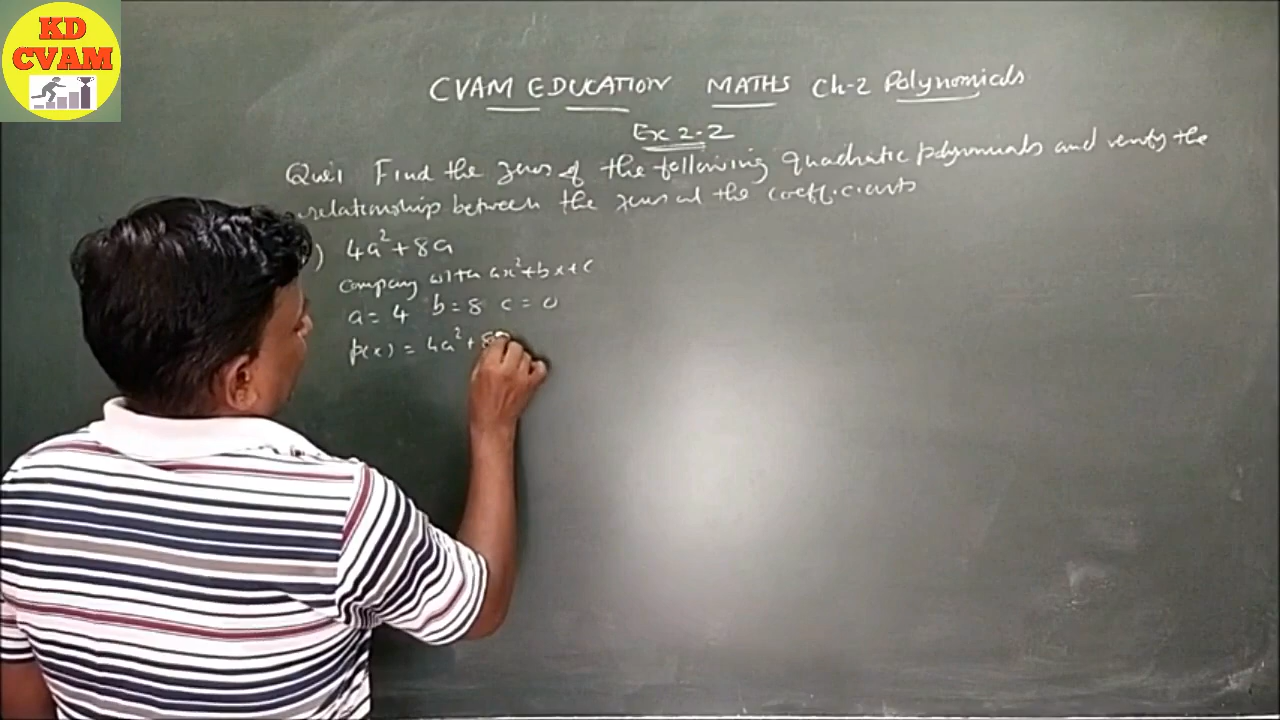 KD
CVAM
CVAM EDUCATION MATHS Ch-2 Polynomials
Ex 2.2
Que:1 Find the zeros of the following quadratic polynomials and verify the
relationship between the zeros and the coefficients
) 4a²+8a
comparing with ax²+bx+c
a = 4 b = 8 c = 0
p(x) = 4a²+8